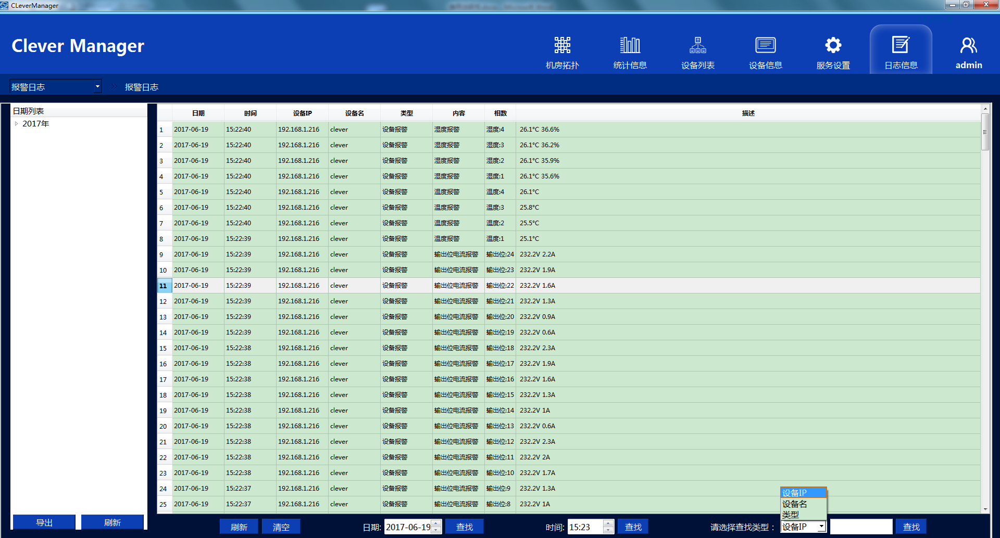 CLeverManager
Clever Manager
机房拓扑
统计信息
设备列表
设备信息
服务设置
日志信息
admin
报警日志 » 报警日志
日期列表
2017年
日期 时间 设备IP 设备名 类型 内容 相数 描述
1 2017-06-19 15:22:40 192.168.1.216 clever 设备报警 湿度报警 湿度:4 26.1°C 36.6%
2 2017-06-19 15:22:40 192.168.1.216 clever 设备报警 湿度报警 湿度:3 26.1°C 36.2%
3 2017-06-19 15:22:40 192.168.1.216 clever 设备报警 湿度报警 湿度:2 26.1°C 35.9%
4 2017-06-19 15:22:40 192.168.1.216 clever 设备报警 湿度报警 湿度:1 26.1°C 35.6%
5 2017-06-19 15:22:40 192.168.1.216 clever 设备报警 温度报警 温度:4 26.1°C
6 2017-06-19 15:22:40 192.168.1.216 clever 设备报警 温度报警 温度:3 25.8°C
7 2017-06-19 15:22:40 192.168.1.216 clever 设备报警 温度报警 温度:2 25.5°C
8 2017-06-19 15:22:39 192.168.1.216 clever 设备报警 温度报警 温度:1 25.1°C
9 2017-06-19 15:22:39 192.168.1.216 clever 设备报警 输出位电流报警 输出位:24 232.2V 2.2A
10 2017-06-19 15:22:39 192.168.1.216 clever 设备报警 输出位电流报警 输出位:23 232.2V 1.9A
11 2017-06-19 15:22:39 192.168.1.216 clever 设备报警 输出位电流报警 输出位:22 232.2V 1.6A
12 2017-06-19 15:22:39 192.168.1.216 clever 设备报警 输出位电流报警 输出位:21 232.2V 1.3A
13 2017-06-19 15:22:39 192.168.1.216 clever 设备报警 输出位电流报警 输出位:20 232.2V 0.9A
14 2017-06-19 15:22:39 192.168.1.216 clever 设备报警 输出位电流报警 输出位:19 232.2V 0.6A
15 2017-06-19 15:22:38 192.168.1.216 clever 设备报警 输出位电流报警 输出位:18 232.2V 2.3A
16 2017-06-19 15:22:38 192.168.1.216 clever 设备报警 输出位电流报警 输出位:17 232.2V 1.9A
17 2017-06-19 15:22:38 192.168.1.216 clever 设备报警 输出位电流报警 输出位:16 232.2V 1.6A
18 2017-06-19 15:22:38 192.168.1.216 clever 设备报警 输出位电流报警 输出位:15 232.2V 1.3A
19 2017-06-19 15:22:38 192.168.1.216 clever 设备报警 输出位电流报警 输出位:14 232.2V 1A
20 2017-06-19 15:22:38 192.168.1.216 clever 设备报警 输出位电流报警 输出位:13 232.2V 0.6A
21 2017-06-19 15:22:38 192.168.1.216 clever 设备报警 输出位电流报警 输出位:12 232.2V 2.3A
22 2017-06-19 15:22:38 192.168.1.216 clever 设备报警 输出位电流报警 输出位:11 232.2V 2A
23 2017-06-19 15:22:38 192.168.1.216 clever 设备报警 输出位电流报警 输出位:10 232.2V 1.7A
24 2017-06-19 15:22:37 192.168.1.216 clever 设备报警 输出位电流报警 输出位:9 232.2V 1.3A
25 2017-06-19 15:22:37 192.168.1.216 clever 设备报警 输出位电流报警 输出位:8 232.2V 1A
设备IP
设备名
类型
导出 刷新
刷新 清空 日期: 2017-06-19 查找 时间: 15:23 查找 请选择查找类型： 设备IP 查找